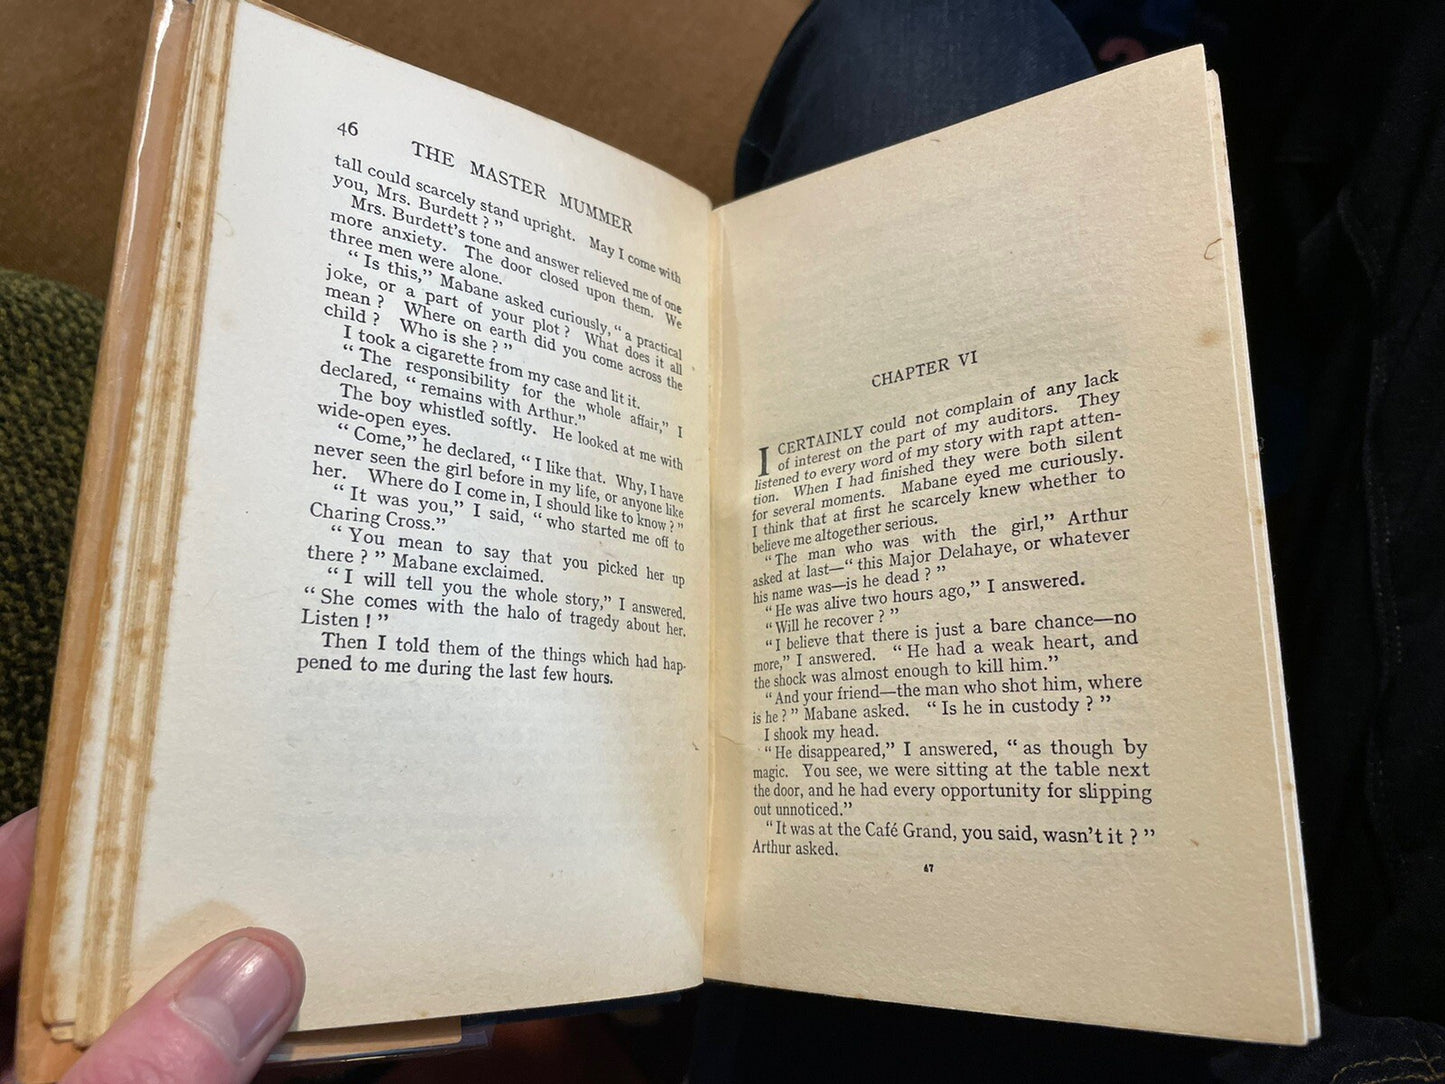 46
THE MASTER MUMMER
tall could scarcely stand upright. May I come with
you, Mrs. Burdett ? "
Mrs. Burdett's tone and answer relieved me of one
more anxiety. The door closed upon them. We
three men were alone.
" Is this," Mabane asked curiously, " a practical
joke, or a part of your plot ? What does it all
mean ? Where on earth did you come across the
child ? Who is she ? "
I took a cigarette from my case and lit it.
" The responsibility for the whole affair," I
declared, " remains with Arthur."
The boy whistled softly. He looked at me with
wide-open eyes.
" Come," he declared, " I like that. Why, I have
never seen the girl before in my life, or anyone like
her. Where do I come in, I should like to know ? "
" It was you," I said, " who started me off to
Charing Cross."
" You mean to say that you picked her up
there ? " Mabane exclaimed.
" I will tell you the whole story," I answered.
" She comes with the halo of tragedy about her.
Listen ! "
Then I told them of the things which had hap-
pened to me during the last few hours.
CHAPTER VI
I CERTAINLY could not complain of any lack
of interest on the part of my auditors. They
listened to every word of my story with rapt atten-
tion. When I had finished they were both silent
for several moments. Mabane eyed me curiously.
I think that at first he scarcely knew whether to
believe me altogether serious.
" The man who was with the girl," Arthur
asked at last—" this Major Delahaye, or whatever
his name was—is he dead ? "
" He was alive two hours ago," I answered.
" Will he recover ? "
" I believe that there is just a bare chance—no
more," I answered. " He had a weak heart, and
the shock was almost enough to kill him."
" And your friend—the man who shot him, where
is he ? " Mabane asked. " Is he in custody ? "
I shook my head.
" He disappeared," I answered, " as though by
magic. You see, we were sitting at the table next
the door, and he had every opportunity for slipping
out unnoticed."
" It was at the Café Grand, you said, wasn't it ? "
Arthur asked.
47